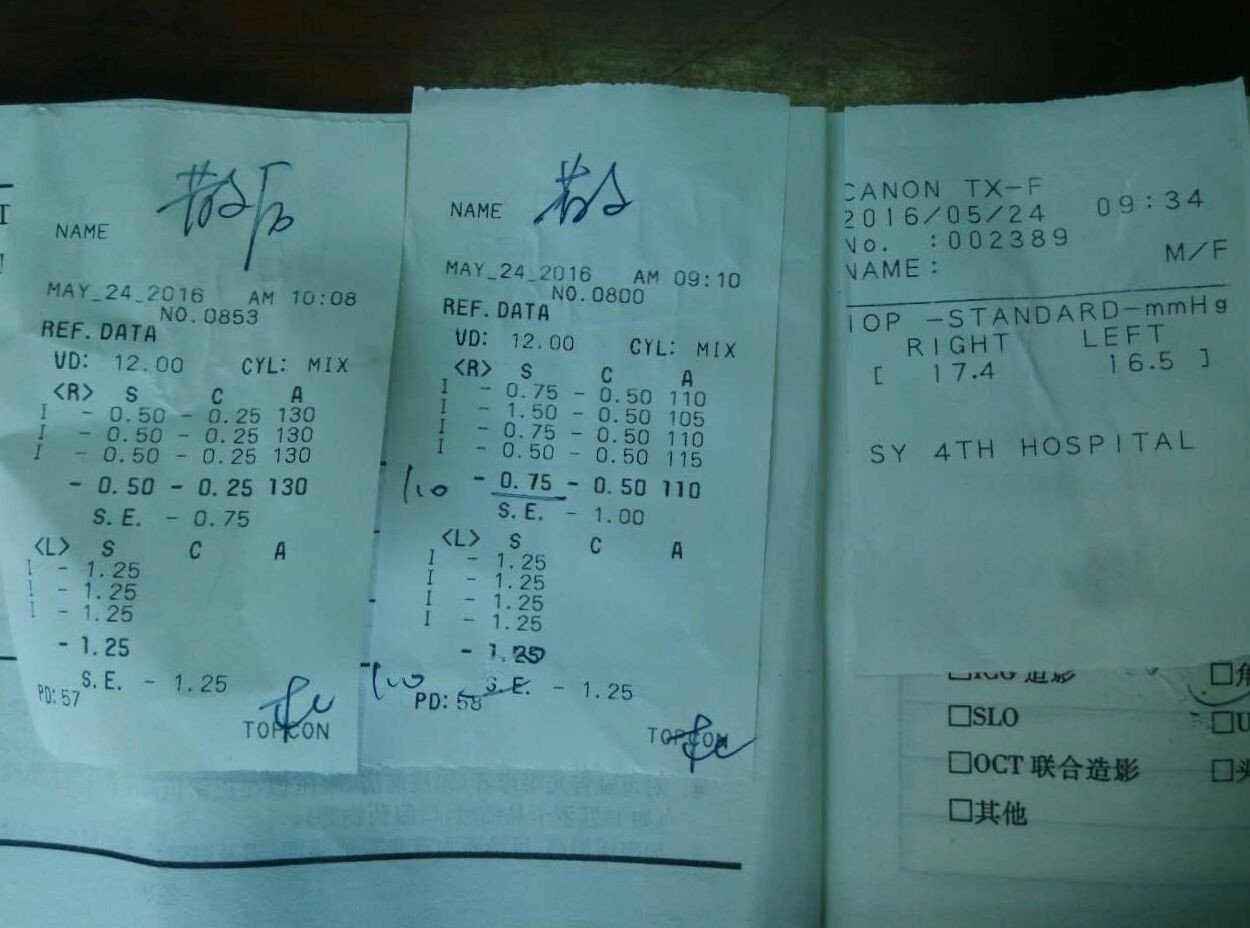 NAME
MAY_24_2016 AM 10:08
NO.0853
REF.DATA
VD: 12.00 CYL: MIX
<R> S C A
I - 0.50 - 0.25 130
I - 0.50 - 0.25 130
I - 0.50 - 0.25 130
- 0.50 - 0.25 130
S.E. - 0.75
<L> S C A
I - 1.25
I - 1.25
I - 1.25
- 1.25
S.E. - 1.25
PD:57
TOPCON
NAME
MAY_24_2016 AM 09:10
NO.0800
REF.DATA
VD: 12.00 CYL: MIX
<R> S C A
I - 0.75 - 0.50 110
I - 1.50 - 0.50 105
I - 0.75 - 0.50 110
I - 0.50 - 0.50 115
- 0.75 - 0.50 110
S.E. - 1.00
<L> S C A
I - 1.25
I - 1.25
I - 1.25
I - 1.25
S.E. - 1.25
PD:58
TOPCON
CANON TX-F
2016/05/24 09:34
No. :002389
NAME: M/F
IOP -STANDARD-mmHg
RIGHT LEFT
[ 17.4 16.5 ]
SY 4TH HOSPITAL
□SLO
□OCT 联合造影
□其他